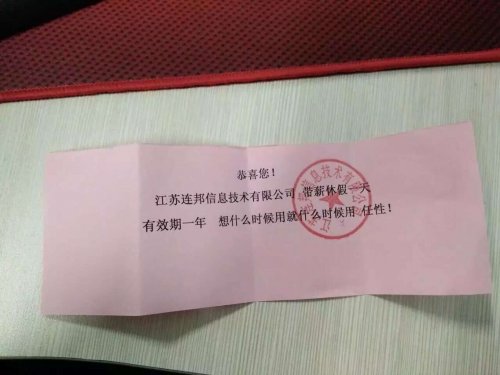 恭喜您!
江苏连邦信息技术有限公司 带薪休假一天
有效期一年 想什么时候用就什么时候用 任性!